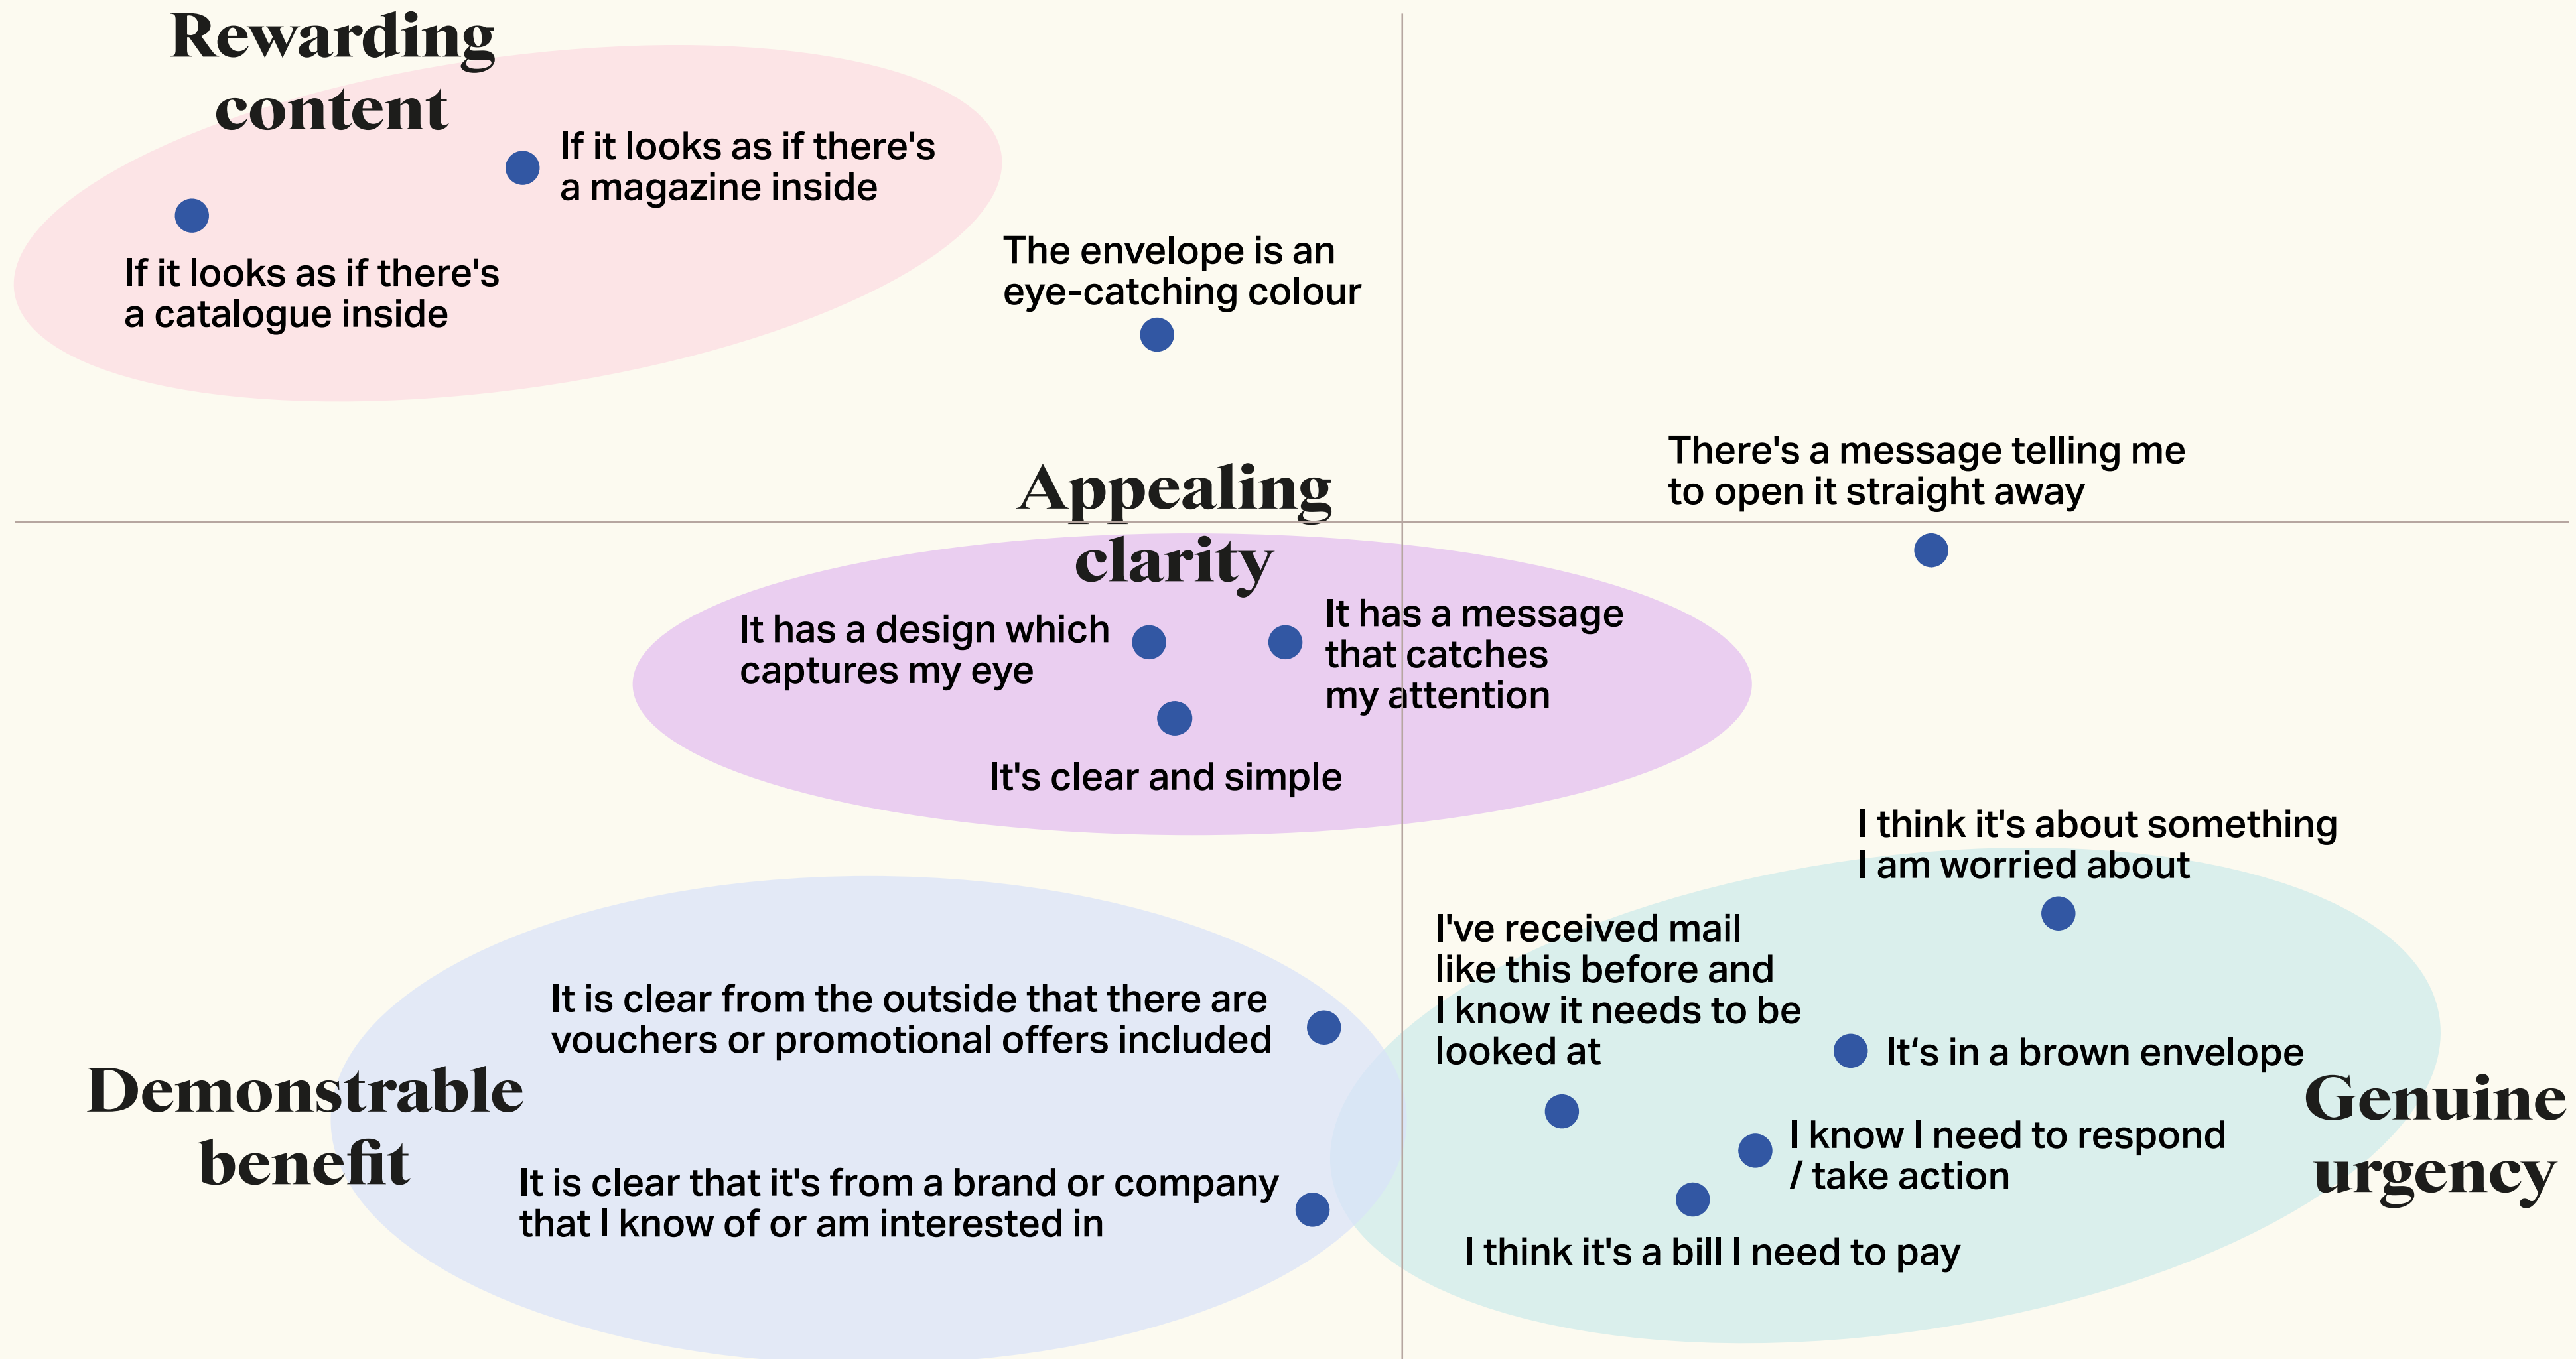 Rewarding
content
If it looks as if there's
a magazine inside
If it looks as if there's
a catalogue inside
The envelope is an
eye-catching colour
There's a message telling me
to open it straight away
Appealing
clarity
It has a design which
captures my eye
It has a message
that catches
my attention
It's clear and simple
I think it's about something
I am worried about
I've received mail
like this before and
I know it needs to be
looked at
It is clear from the outside that there are
vouchers or promotional offers included
It‘s in a brown envelope
Demonstrable
benefit
Genuine
urgency
I know I need to respond
/ take action
It is clear that it's from a brand or company
that I know of or am interested in
I think it's a bill I need to pay